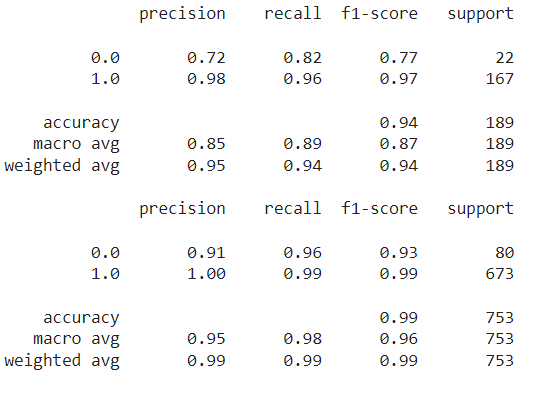 precision recall f1-score support
0.0 0.72 0.82 0.77 22
1.0 0.98 0.96 0.97 167
accuracy 0.94 189
macro avg 0.85 0.89 0.87 189
weighted avg 0.95 0.94 0.94 189
precision recall f1-score support
0.0 0.91 0.96 0.93 80
1.0 1.00 0.99 0.99 673
accuracy 0.99 753
macro avg 0.95 0.98 0.96 753
weighted avg 0.99 0.99 0.99 753